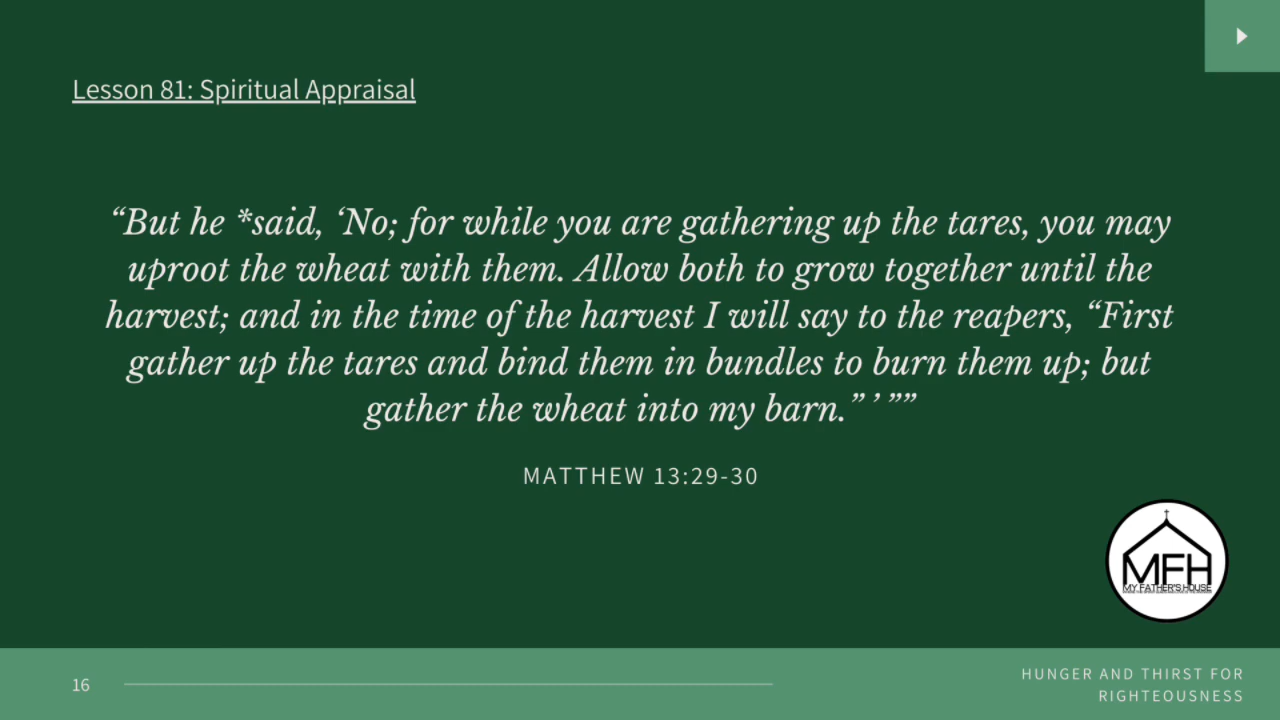 Lesson 81: Spiritual Appraisal
“But he *said, ‘No; for while you are gathering up the tares, you may
uproot the wheat with them. Allow both to grow together until the
harvest; and in the time of the harvest I will say to the reapers, “First
gather up the tares and bind them in bundles to burn them up; but
gather the wheat into my barn.” ’ ””
MATTHEW 13:29-30
MFH
MY FATHER'S HOUSE
16
HUNGER AND THIRST FOR
RIGHTEOUSNESS